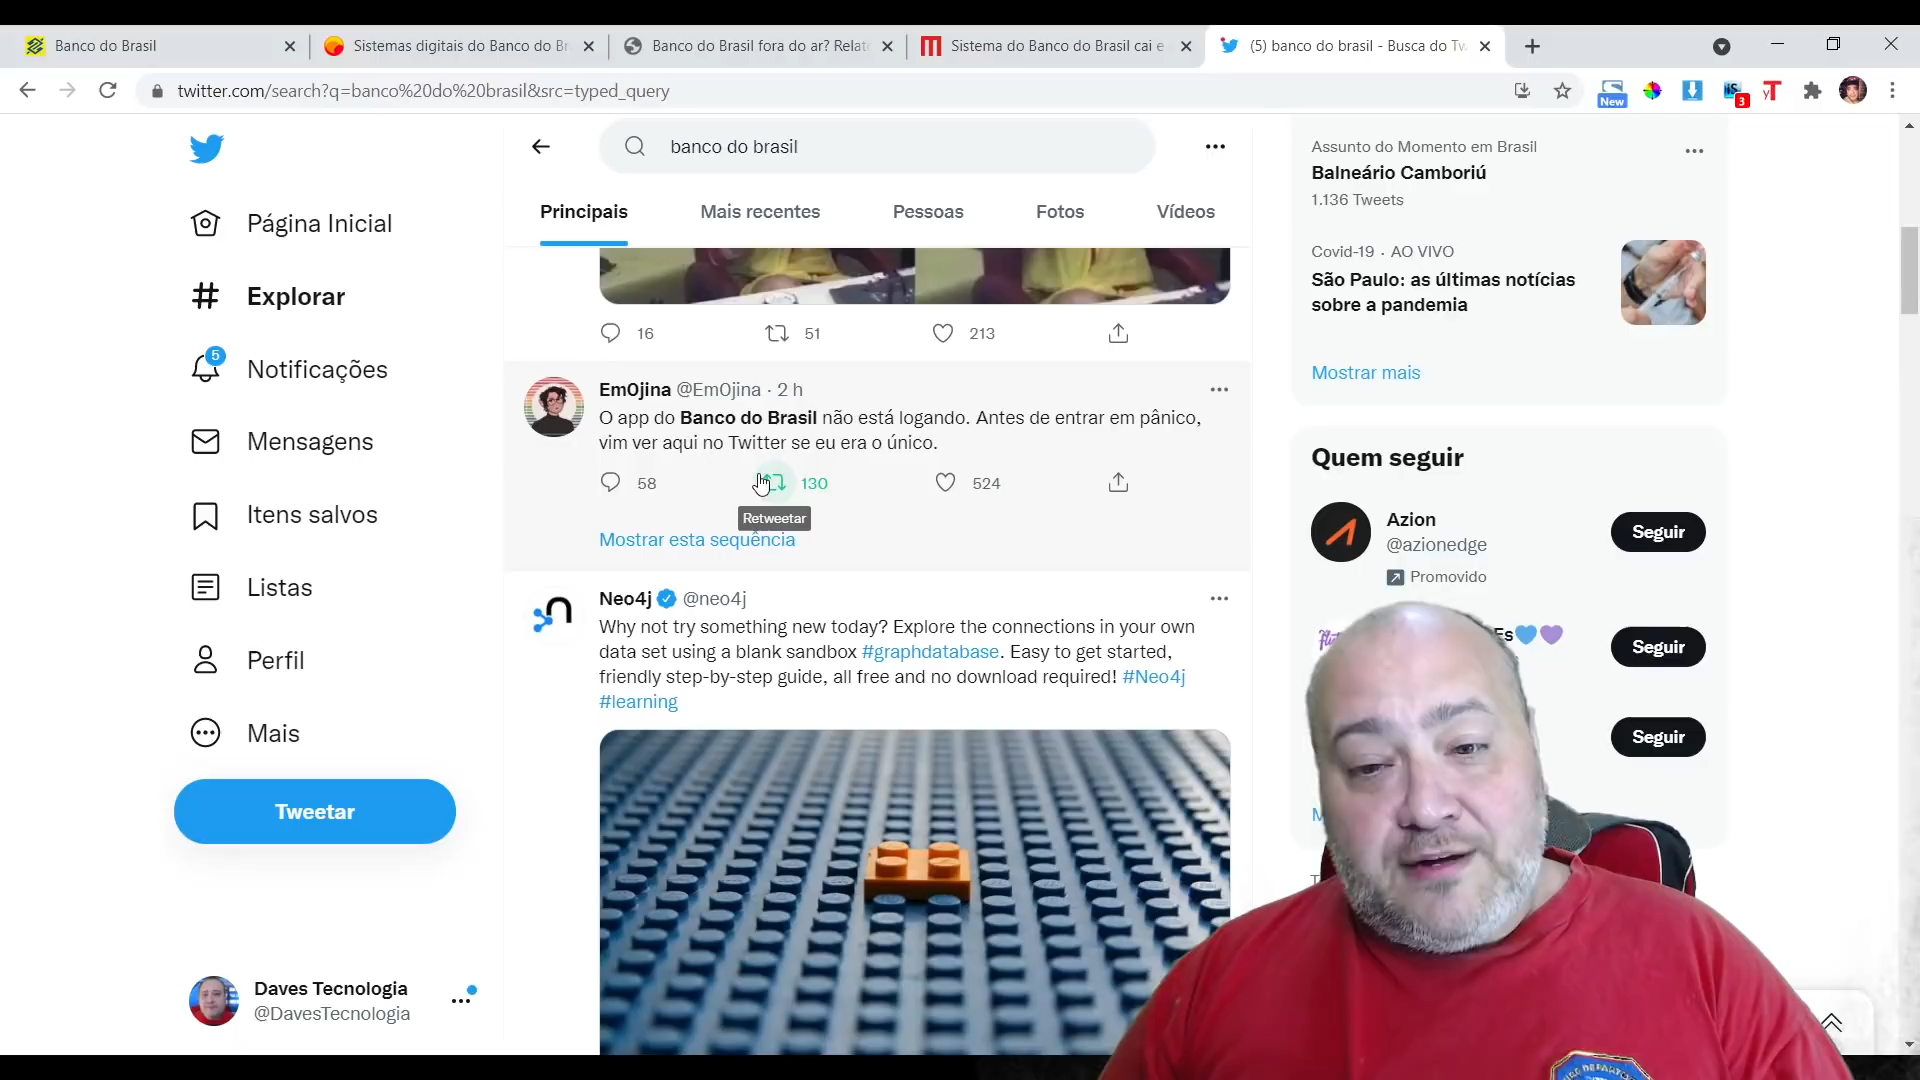 Banco do Brasil
Sistemas digitais do Banco do Br
Banco do Brasil fora do ar? Relat
Sistema do Banco do Brasil cai e
(5) banco do brasil - Busca do Tw
twitter.com/search?q=banco%20do%20brasil&src=typed_query
New
3
banco do brasil
Principais
Mais recentes
Pessoas
Fotos
Vídeos
Página Inicial
Explorar
5
Notificações
Mensagens
Itens salvos
Listas
Perfil
Mais
Tweetar
Daves Tecnologia
@DavesTecnologia
16
51
213
Em0jina @Em0jina · 2 h
O app do Banco do Brasil não está logando. Antes de entrar em pânico,
vim ver aqui no Twitter se eu era o único.
58
130
524
Retweetar
Mostrar esta sequência
Neo4j @neo4j
Why not try something new today? Explore the connections in your own
data set using a blank sandbox #graphdatabase. Easy to get started,
friendly step-by-step guide, all free and no download required! #Neo4j
#learning
Assunto do Momento em Brasil
Balneário Camboriú
1.136 Tweets
Covid-19 · AO VIVO
São Paulo: as últimas notícias
sobre a pandemia
Mostrar mais
Quem seguir
Azion
@azionedge
Promovido
Seguir
Seguir
Seguir